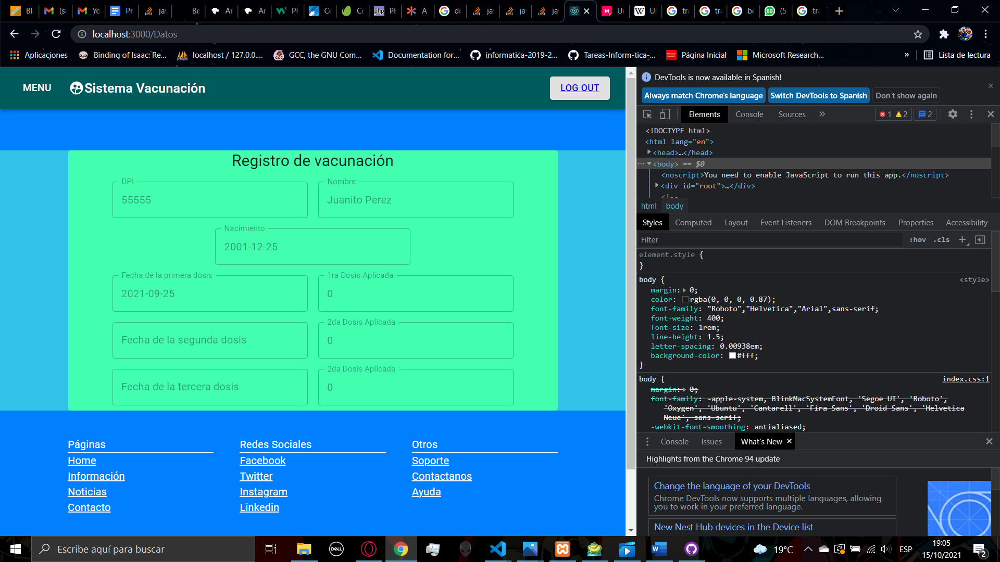 Bl
(si
Yo
Pr
ja
Be
Ar
Ar
Ph
Ce
Co
Ph
A
di
ja
ja
ja
Ur
Us
tra
tra
be
(5
tra
localhost:3000/Datos
Aplicaciones
Binding of Isaac: Re...
localhost / 127.0.0....
GCC, the GNU Com...
Documentation for...
informatica-2019-2...
Tareas-Inform-tica-...
Página Inicial
Microsoft Research...
»
Lista de lectura
MENU
Sistema Vacunación
LOG OUT
Registro de vacunación
DPI
55555
Nombre
Juanito Perez
Nacimiento
2001-12-25
Fecha de la primera dosis
2021-09-25
1ra Dosis Aplicada
0
Fecha de la segunda dosis
2da Dosis Aplicada
0
Fecha de la tercera dosis
2da Dosis Aplicada
0
Páginas
Home
Información
Noticias
Contacto
Redes Sociales
Facebook
Twitter
Instagram
Linkedin
Otros
Soporte
Contactanos
Ayuda
DevTools is now available in Spanish!
Always match Chrome's language
Switch DevTools to Spanish
Don't show again
Elements
Console
Sources
»
1
2
2
<!DOCTYPE html>
<html lang="en">
<head>…</head>
<body> == $0
<noscript>You need to enable JavaScript to run this app.</noscript>
<div id="root">…</div>
<!--
html
body
Styles
Computed
Layout
Event Listeners
DOM Breakpoints
Properties
Accessibility
Filter
:hov
.cls
element.style {
}
body {
<style>
margin: 0;
color: rgba(0, 0, 0, 0.87);
font-family: "Roboto","Helvetica","Arial",sans-serif;
font-weight: 400;
font-size: 1rem;
line-height: 1.5;
letter-spacing: 0.00938em;
background-color: #fff;
}
body {
index.css:1
margin: 0;
font-family: -apple-system, BlinkMacSystemFont, 'Segoe UI', 'Roboto',
'Oxygen', 'Ubuntu', 'Cantarell', 'Fira Sans', 'Droid Sans', 'Helvetica
Neue', sans-serif;
-webkit-font-smoothing: antialiased;
Console
Issues
What's New
Highlights from the Chrome 94 update
Change the language of your DevTools
Chrome DevTools now supports multiple languages, allowing
you to work in your preferred language.
New Nest Hub devices in the Device list
Escribe aquí para buscar
DELL
19°C
ESP
19:05
15/10/2021
2